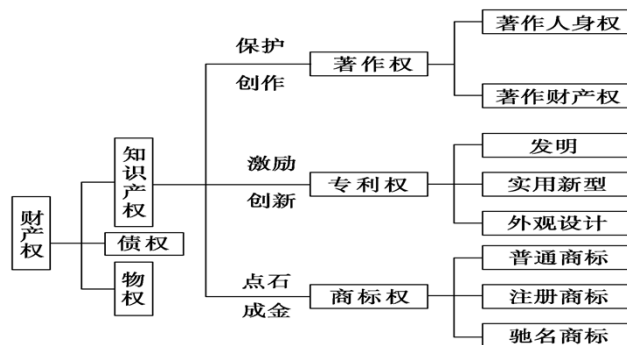 财产权
知识产权
债权
物权
保护
创作
著作权
著作人身权
著作财产权
激励
创新
专利权
发明
实用新型
外观设计
点石
成金
商标权
普通商标
注册商标
驰名商标